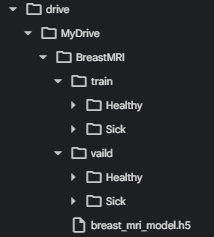 drive
MyDrive
BreastMRI
train
Healthy
Sick
vaild
Healthy
Sick
breast_mri_model.h5